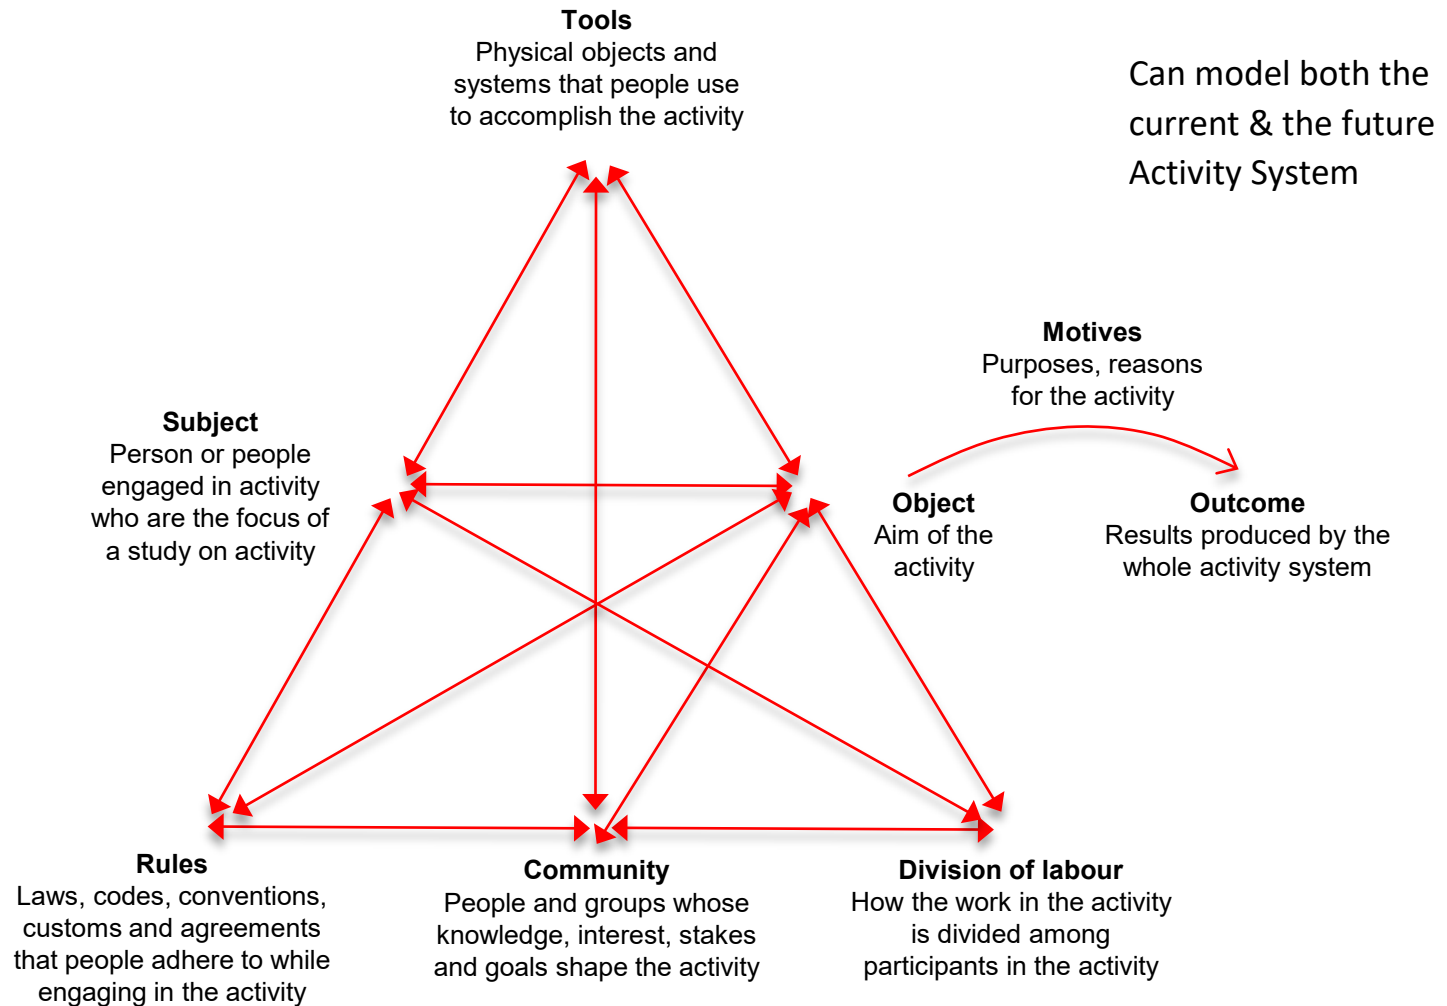 Tools
Physical objects and
systems that people use
to accomplish the activity
Can model both the
current & the future
Activity System
Motives
Purposes, reasons
for the activity
Subject
Person or people
engaged in activity
who are the focus of
a study on activity
Object
Aim of the
activity
Outcome
Results produced by the
whole activity system
Rules
Laws, codes, conventions,
customs and agreements
that people adhere to while
engaging in the activity
Community
People and groups whose
knowledge, interest, stakes
and goals shape the activity
Division of labour
How the work in the activity
is divided among
participants in the activity